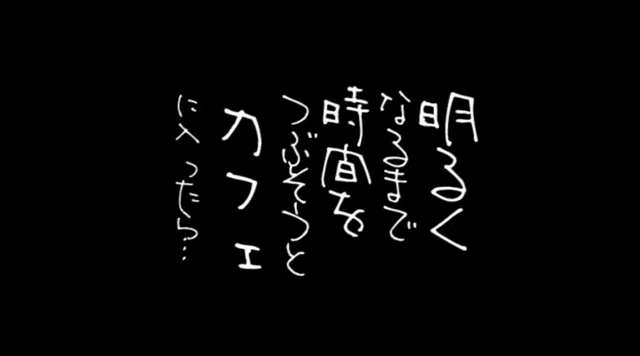 明るく
なるまで
時間を
つぶそうと
カフェ
に入ったら…